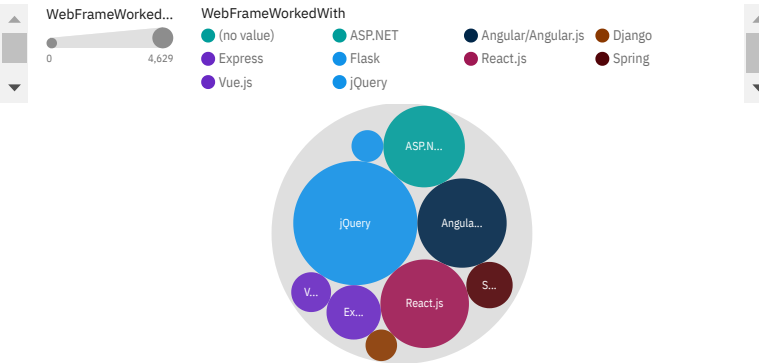 WebFrameWorked...
0
4,629
WebFrameWorkedWith
(no value)
ASP.NET
Angular/Angular.js
Django
Express
Flask
React.js
Spring
Vue.js
jQuery
ASP.N...
jQuery
Angula...
V...
Ex...
React.js
S...